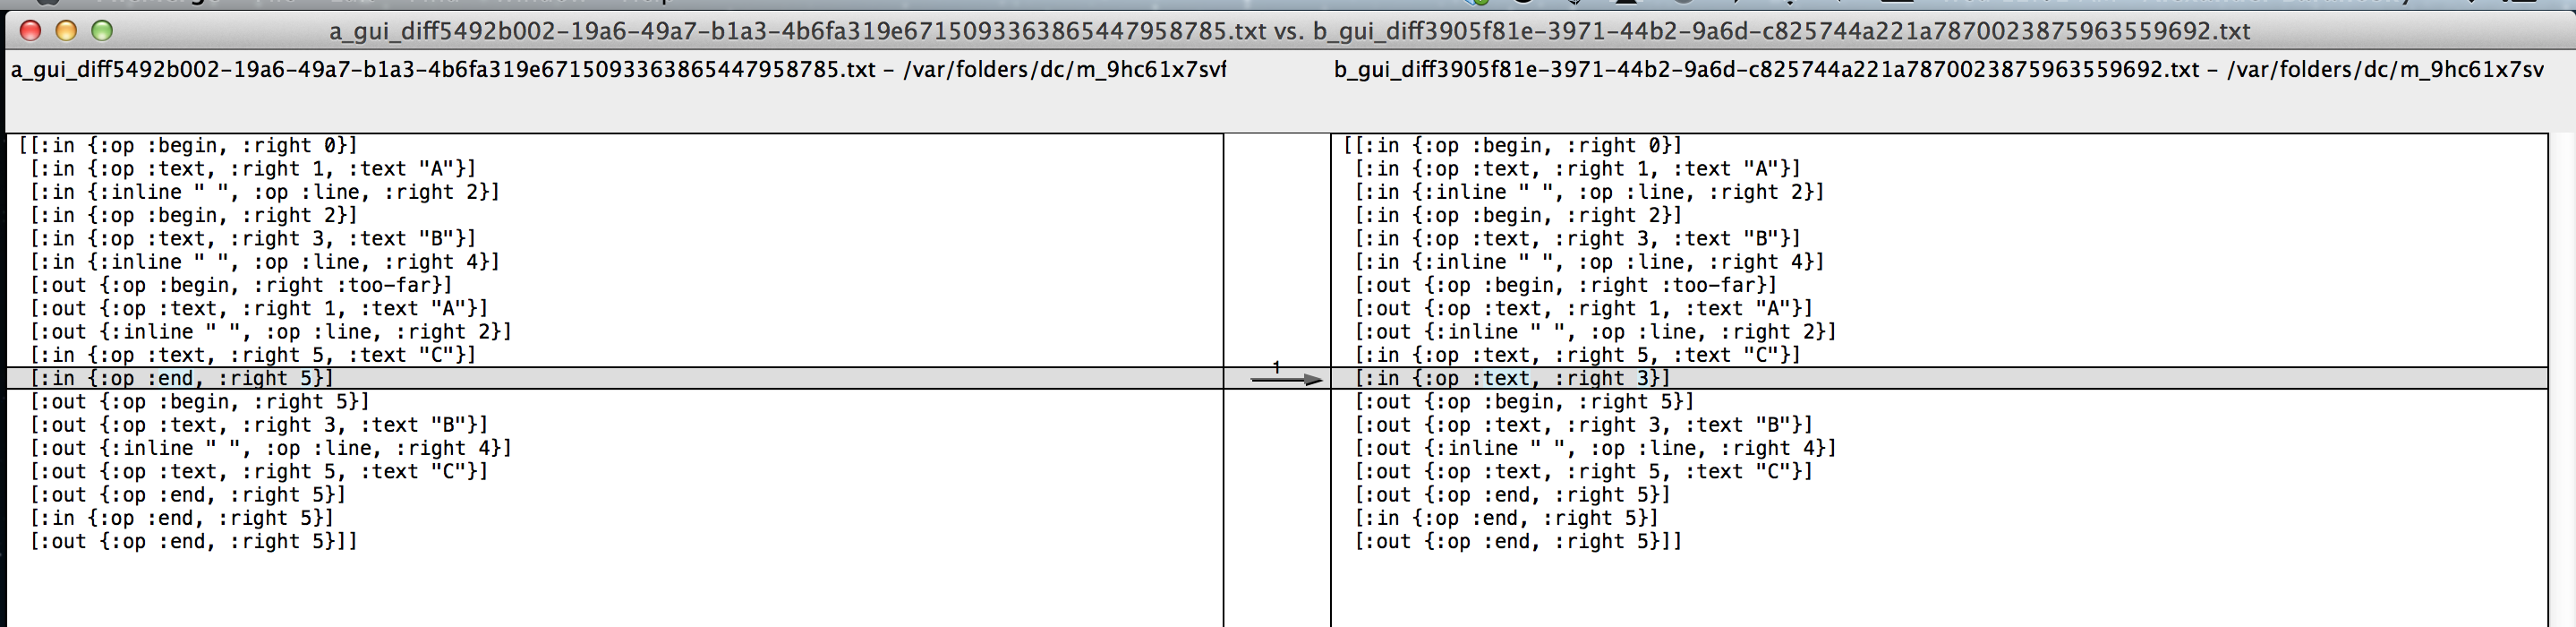 a_gui_diff5492b002-19a6-49a7-b1a3-4b6fa319e6715093363865447958785.txt vs. b_gui_diff3905f81e-3971-44b2-9a6d-c825744a221a7870023875963559692.txt
a_gui_diff5492b002-19a6-49a7-b1a3-4b6fa319e6715093363865447958785.txt – /var/folders/dc/m_9hc61x7svf
b_gui_diff3905f81e-3971-44b2-9a6d-c825744a221a7870023875963559692.txt – /var/folders/dc/m_9hc61x7sv
[[:in {:op :begin, :right 0}]
[:in {:op :text, :right 1, :text "A"}]
[:in {:inline " ", :op :line, :right 2}]
[:in {:op :begin, :right 2}]
[:in {:op :text, :right 3, :text "B"}]
[:in {:inline " ", :op :line, :right 4}]
[:out {:op :begin, :right :too-far}]
[:out {:op :text, :right 1, :text "A"}]
[:out {:inline " ", :op :line, :right 2}]
[:in {:op :text, :right 5, :text "C"}]
[:in {:op :end, :right 5}]
[:out {:op :begin, :right 5}]
[:out {:op :text, :right 3, :text "B"}]
[:out {:inline " ", :op :line, :right 4}]
[:out {:op :text, :right 5, :text "C"}]
[:out {:op :end, :right 5}]
[:in {:op :end, :right 5}]
[:out {:op :end, :right 5}]]
1
[[:in {:op :begin, :right 0}]
[:in {:op :text, :right 1, :text "A"}]
[:in {:inline " ", :op :line, :right 2}]
[:in {:op :begin, :right 2}]
[:in {:op :text, :right 3, :text "B"}]
[:in {:inline " ", :op :line, :right 4}]
[:out {:op :begin, :right :too-far}]
[:out {:op :text, :right 1, :text "A"}]
[:out {:inline " ", :op :line, :right 2}]
[:in {:op :text, :right 5, :text "C"}]
[:in {:op :text, :right 3}]
[:out {:op :begin, :right 5}]
[:out {:op :text, :right 3, :text "B"}]
[:out {:inline " ", :op :line, :right 4}]
[:out {:op :text, :right 5, :text "C"}]
[:out {:op :end, :right 5}]
[:in {:op :end, :right 5}]
[:out {:op :end, :right 5}]]